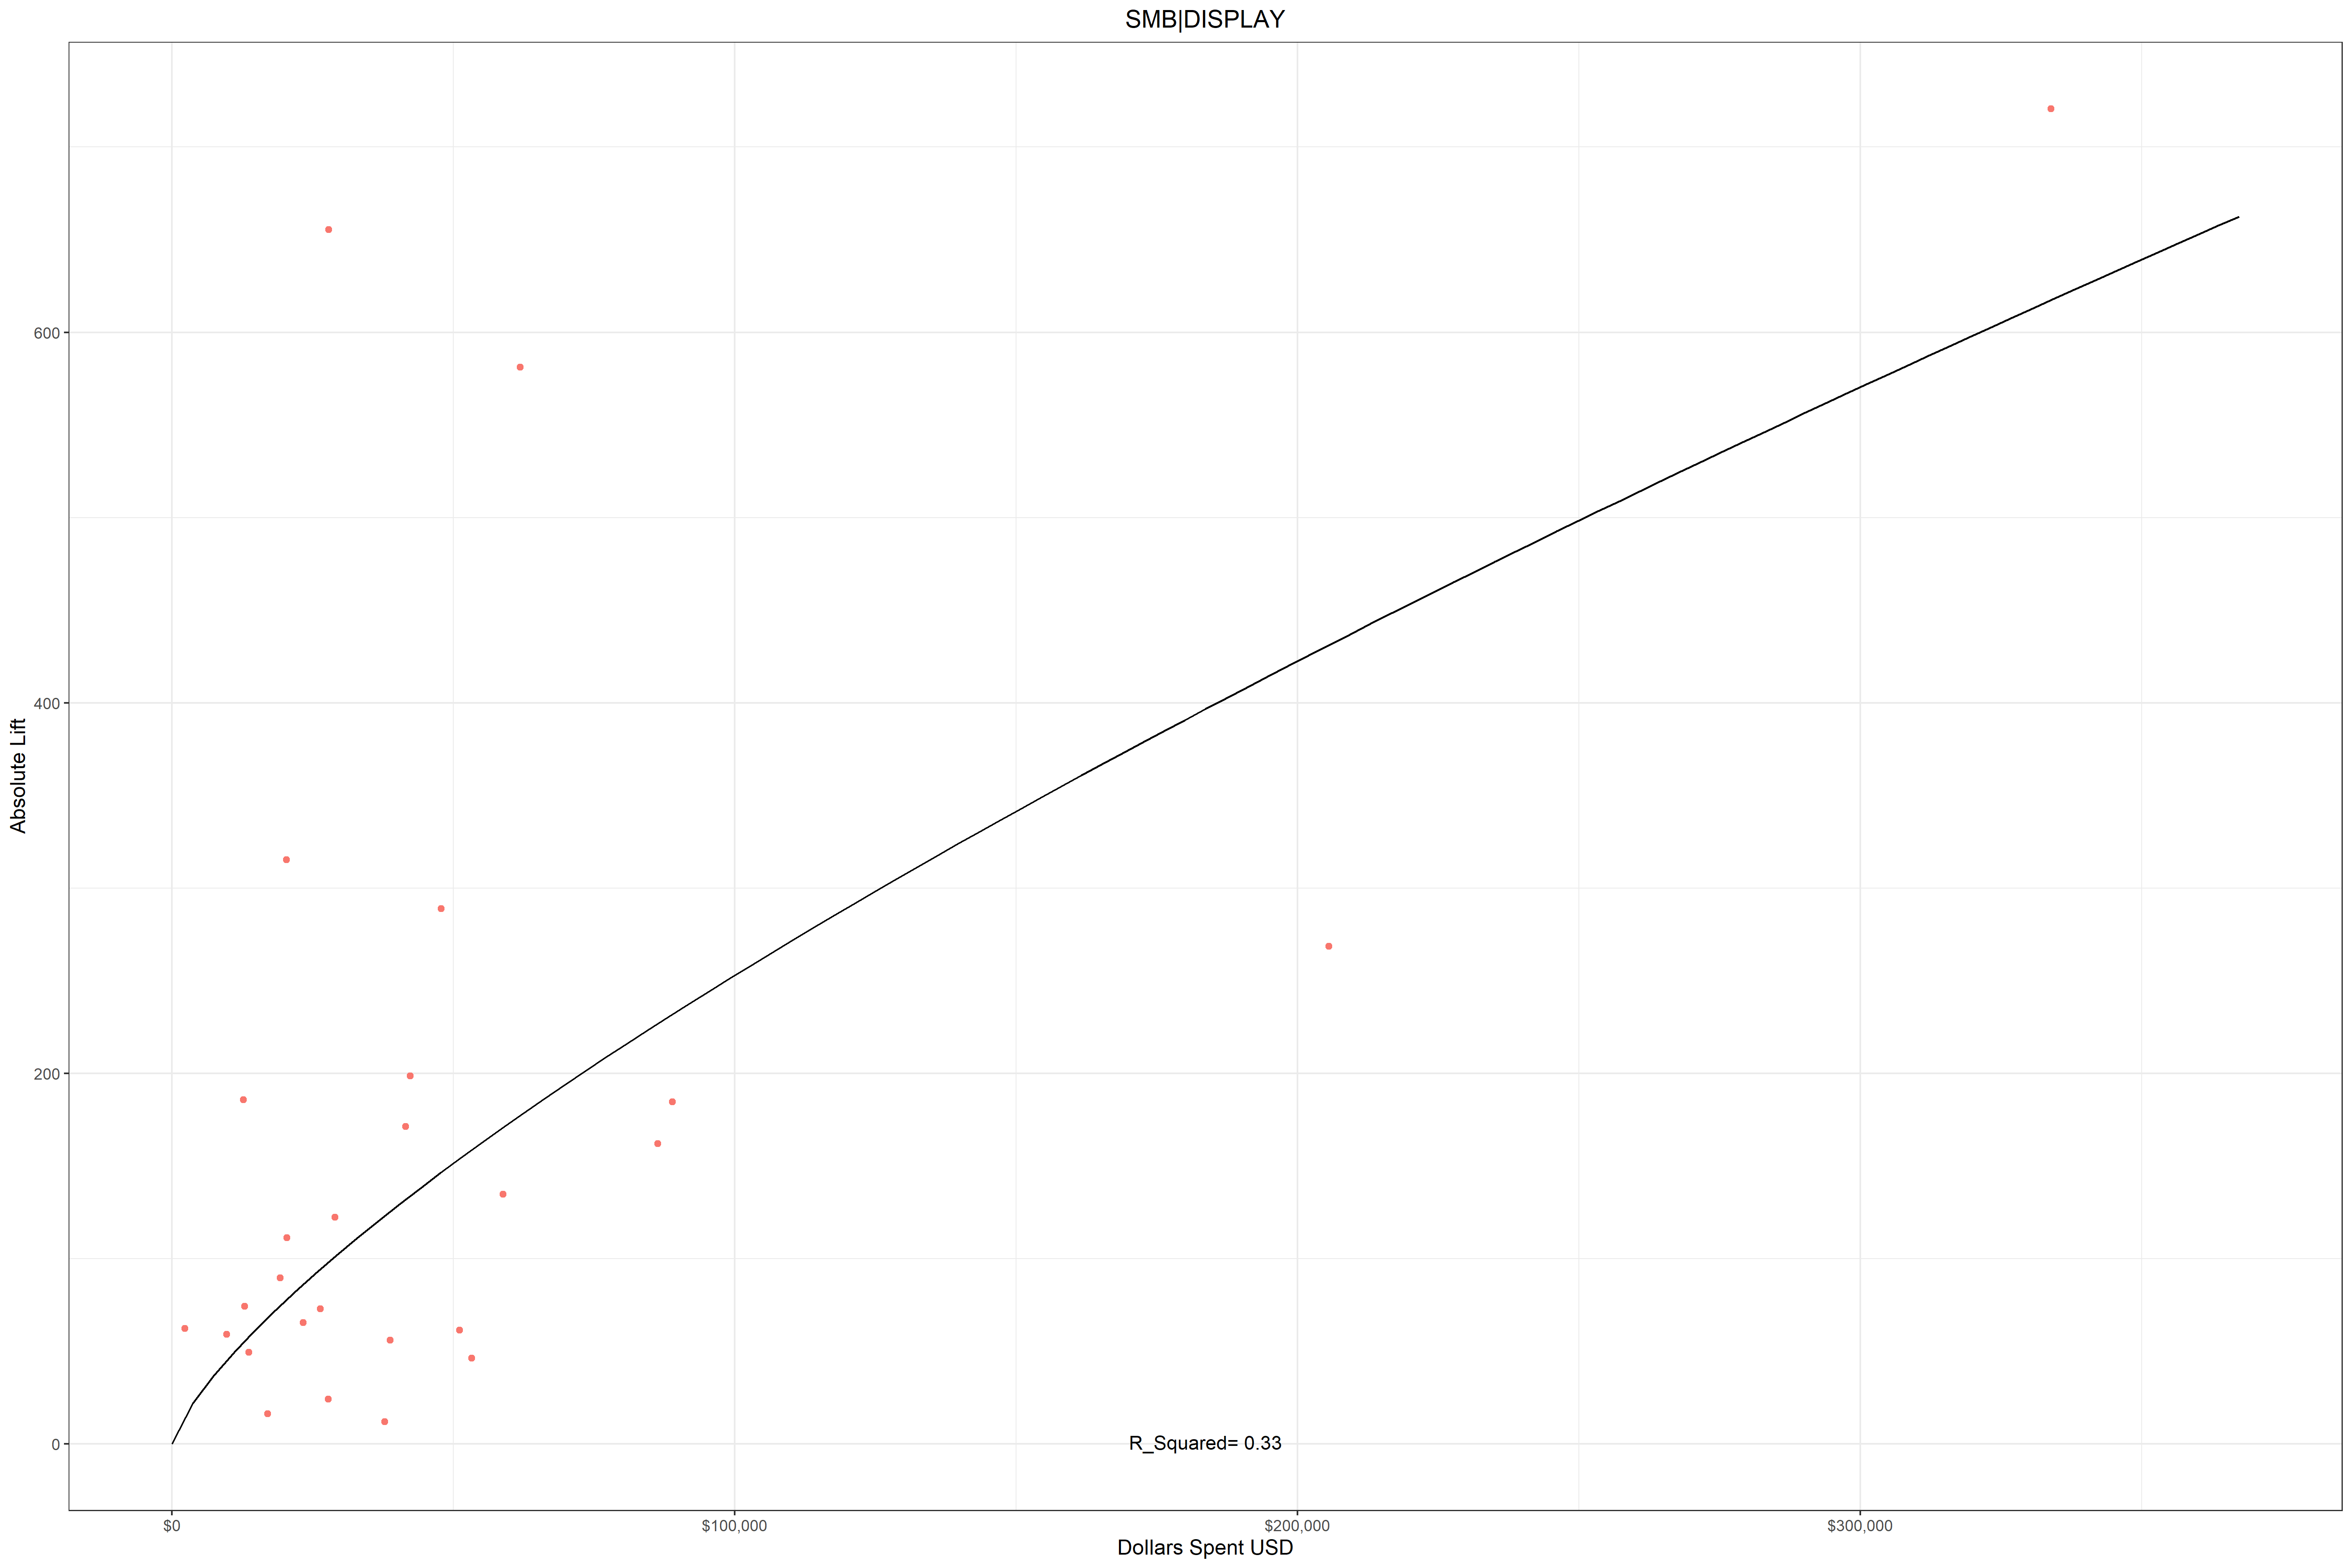 SMB|DISPLAY
Absolute Lift
600
400
200
0
R_Squared= 0.33
$0
$100,000
$200,000
$300,000
Dollars Spent USD